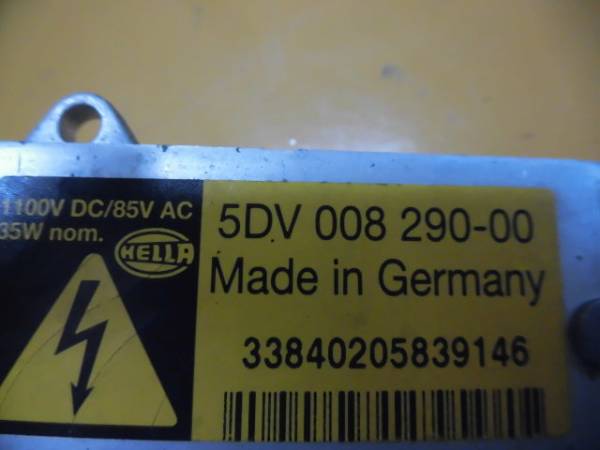 1100V DC/85V AC
35W nom.
HELLA
5DV 008 290-00
Made in Germany
33840205839146